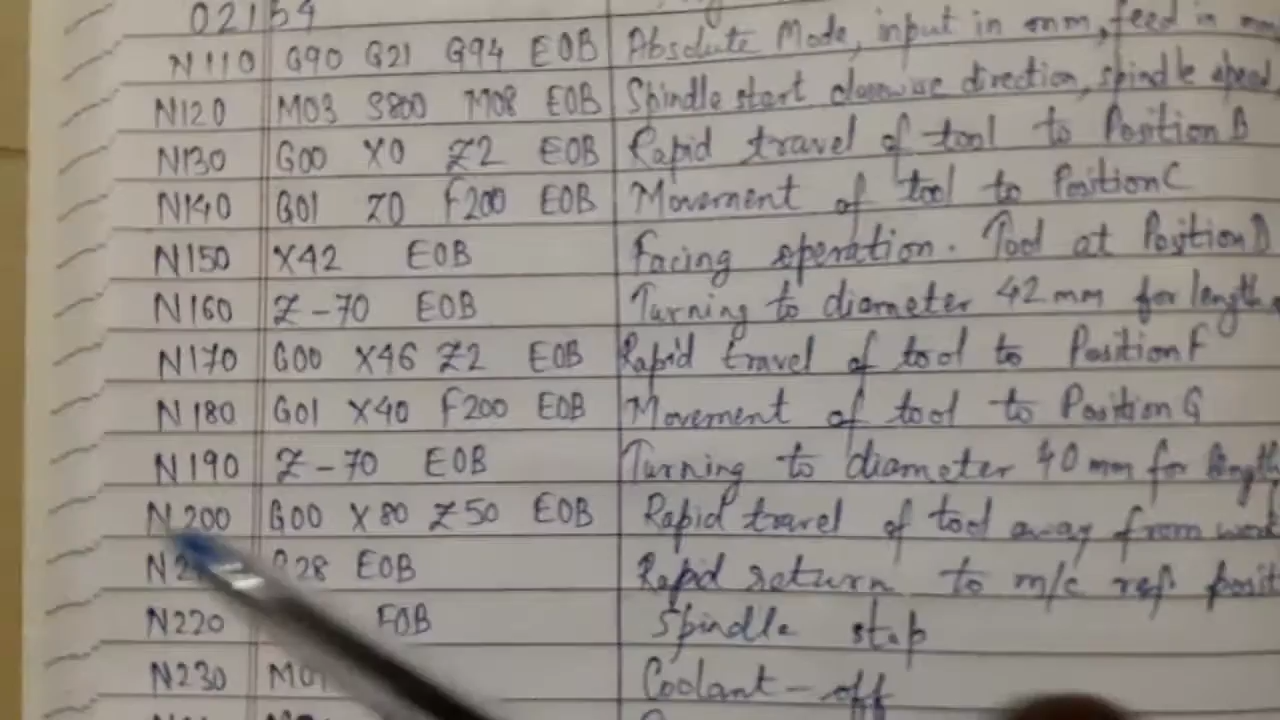 02154
N110 G90 G21 G94 EOB Absolute Mode, input in mm, feed in
N120 M03 S800 M08 EOB Spindle start clockwise direction, spindle speed,
N130 G00 X0 Z2 EOB Rapid travel of tool to Position B
N140 G01 Z0 F200 EOB Movement of tool to Position C
N150 X42 EOB Facing operation. Tool at Position D
N160 Z-70 EOB Turning to diameter 42 mm for length
N170 G00 X46 Z2 EOB Rapid travel of tool to Position F
N180 G01 X40 F200 EOB Movement of tool to Position G
N190 Z-70 EOB Turning to diameter 40 mm for length
N200 G00 X80 Z50 EOB Rapid travel of tool away from
G28 EOB Rapid return to m/c ref
N220 EOB Spindle stop
N230 Coolant-off